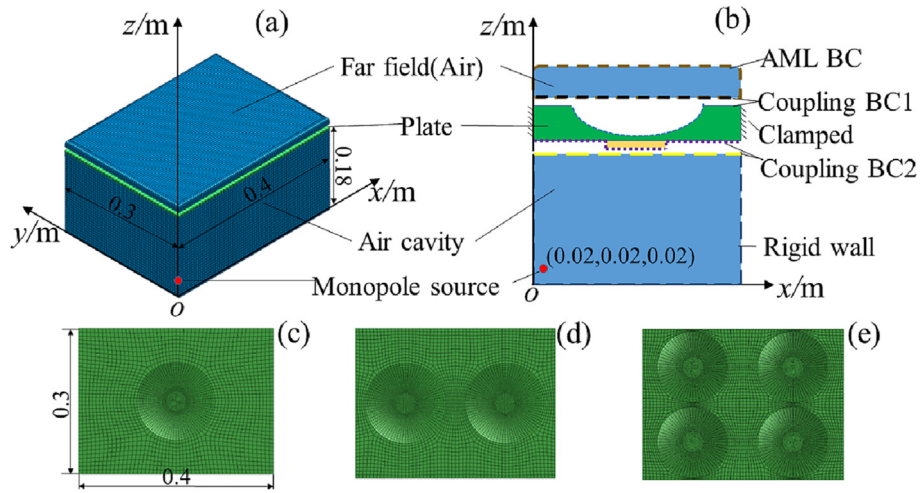 z/m
(a)
Far field(Air)
Plate
0.18
0.3
0.4
x/m
y/m
Air cavity
Monopole source
o
z/m
(b)
AML BC
Coupling BC1
Clamped
Coupling BC2
Rigid wall
(0.02,0.02,0.02)
o
x/m
(c)
0.3
0.4
(d)
(e)